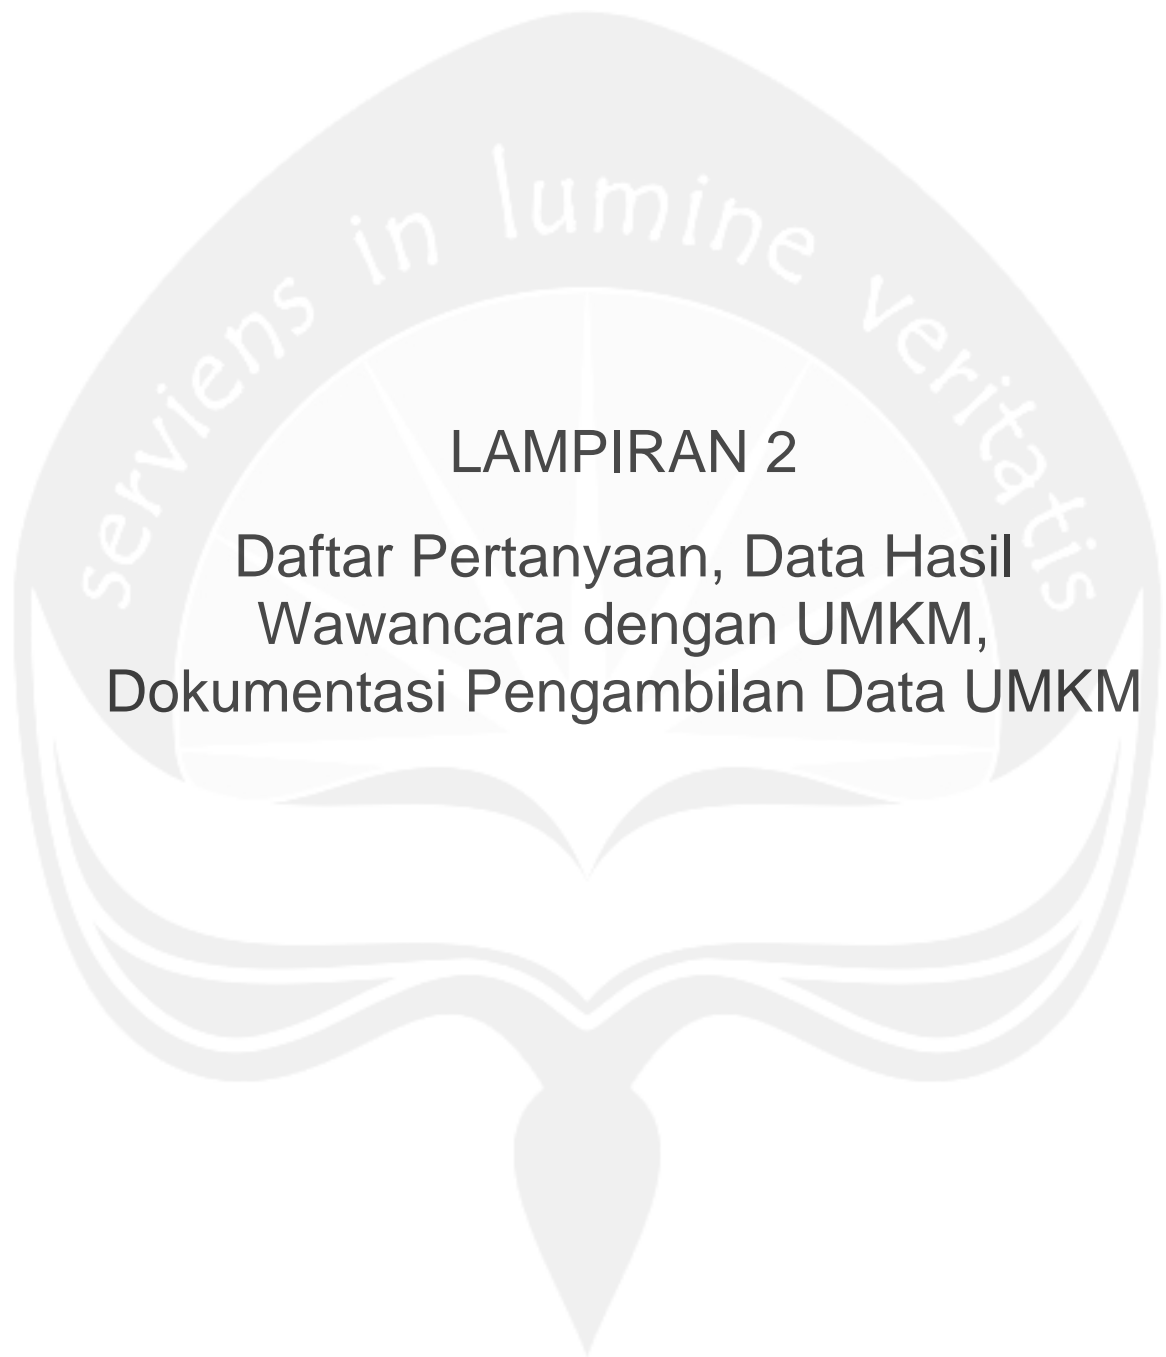 serviens in lumine veritatis
LAMPIRAN 2
Daftar Pertanyaan, Data Hasil
Wawancara dengan UMKM,
Dokumentasi Pengambilan Data UMKM